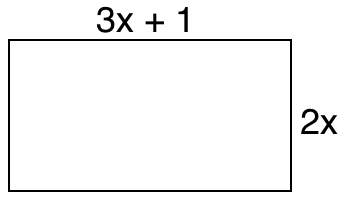 3x + 1
2x